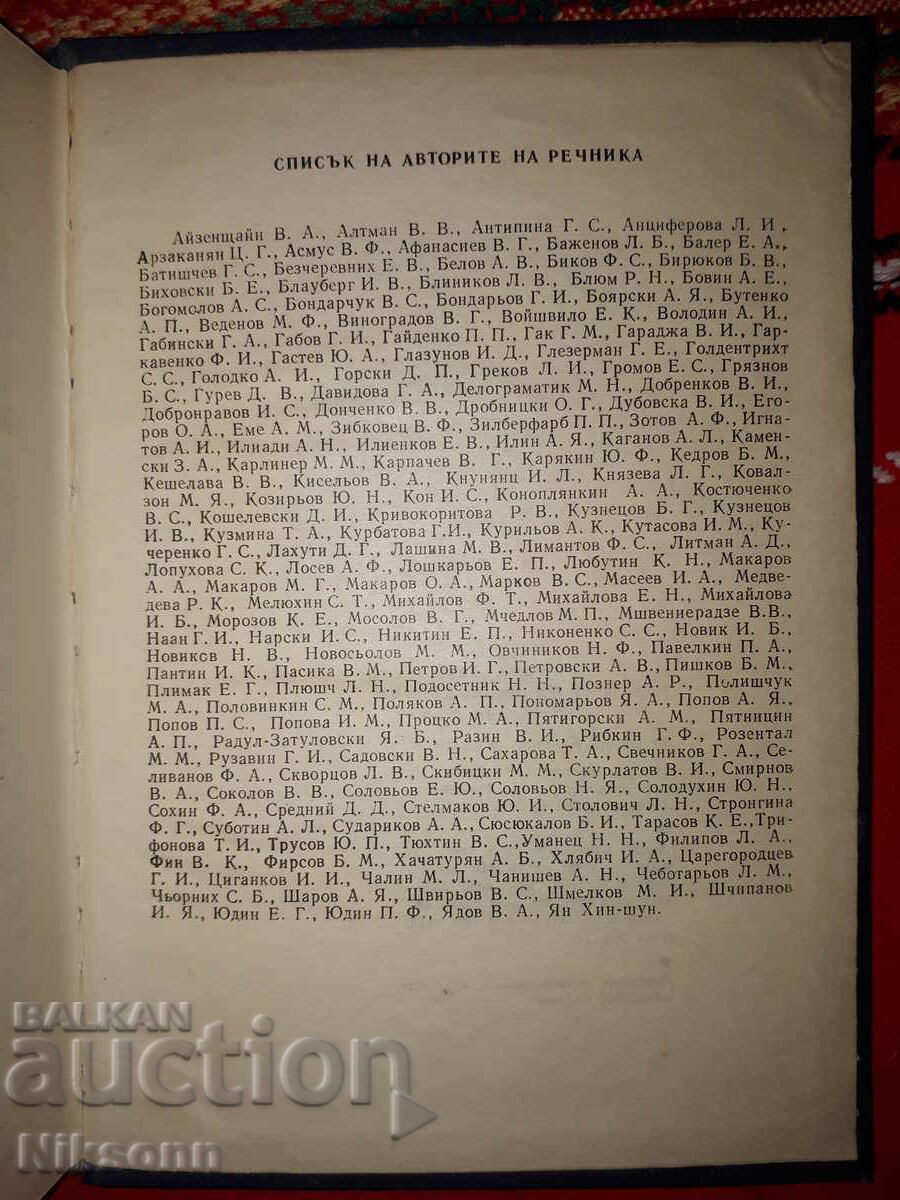 СПИСЪК НА АВТОРИТЕ НА РЕЧНИКА
Айзенщайн В. А., Алтман В. В., Антипина Г. С., Анциферова Л. И.,
Арзаканян Ц. Г., Асмус В. Ф., Афанасиев В. Г., Баженов Л. Б., Балер Е. А.,
Батишчев Г. С., Безчеревних Е. В., Белов А. В., Биков Ф. С., Бирюков Б. В.,
Биховски Б. Е., Блауберг И. В., Блиников Л. В., Блюм Р. Н., Бовин А. Е.,
Богомолов А. С., Бондарчук В. С., Бондарьов Г. И., Боярски А. Я., Бутенко
А. П., Веденов М. Ф., Виноградов В. Г., Войшвило Е. К., Володин А. И.,
Габински Г. А., Габов Г. И., Гайденко П. П., Гак Г. М., Гараджа В. И., Гар-
кавенко Ф. И., Гастев Ю. А., Глазунов И. Д., Глезерман Г. Е., Голдентрихт
С. С., Голодко А. И., Горски Д. П., Греков Л. И., Громов Е. С., Грязнов
Б. С., Гурев Д. В., Давидова Г. А., Делограматик М. Н., Добренков В. И.,
Добронравов И. С., Донченко В. В., Дробницки О. Г., Дубовска В. И., Его-
ров О. А., Еме А. М., Зибковец В. Ф., Зилберфарб П. П., Зотов А. Ф., Игна-
тов А. И., Илиади А. Н., Илиенков Е. В., Илин А. Я., Каганов А. Л., Камен-
ски З. А., Карлинер М. М., Карпачев В. Г., Карякин Ю. Ф., Кедров Б. М.,
Кешелава В. В., Кисельов В. А., Кнунянц И. Л., Князева Л. Г., Ковал-
зон М. Я., Козирьов Ю. Н., Кон И. С., Коноплянкин А. А., Костюченко
В. С., Кошелевски Д. И., Кривокоритова Р. В., Кузнецов Б. Г., Кузнецов
И. В., Кузмина Т. А., Курбатова Г.И., Курильов А. К., Кутасова И. М., Ку-
черенко Г. С., Лахути Д. Г., Лашина М. В., Лимантов Ф. С., Литман А. Д.,
Лопухова С. К., Лосев А. Ф., Лошкарьов Е. П., Любутин К. Н., Макаров
А. А., Макаров М. Г., Макаров О. А., Марков В. С., Масеев И. А., Медве-
дева Р. К., Мелюхин С. Т., Михайлов Ф. Т., Михайлова Е. Н., Михайлова
И. Б., Морозов К. Е., Мосолов В. Г., Мчедлов М. П., Мшвениерадзе В.В.,
Наан Г. И., Нарски И. С., Никитин Е. П., Никоненко С. С., Новик И. Б.,
Новиков Н. В., Новосьолов М. М., Овчиников Н. Ф., Павелкин П. А.,
Пантин И. К., Пасика В. М., Петров И. Г., Петровски А. В., Пишков Б. М.,
Плимак Е. Г., Плюшч Л. Н., Подосетник Н. Н., Познер А. Р., Полишчук
М. А., Половинкин С. М., Поляков А. П., Попомарьов Я. А., Попов А. Я.,
Попов П. С., Попова И. М., Процко М. А., Пятигорски А. М., Пятницин
А. П., Радул-Затуловски Я. Б., Разин В. И., Рибкин Г. Ф., Розентал
М. М., Рузавин Г. И., Садовски В. Н., Сахарова Т. А., Свечников Г. А., Се-
ливанов Ф. А., Скворцов Л. В., Скибицки М. М., Скурлатов В. И., Смирнов
В. А., Соколов В. В., Соловьов Е. Ю., Соловьов Н. Я., Солодухин Ю. Н.,
Сохин Ф. А., Средний Д. Д., Стелмаков Ю. И., Столович Л. Н., Стронгина
Ф. Г., Суботин А. Л., Судариков А. А., Сюсюкалов Б. И., Тарасов К. Е.,Три-
фонова Т. И., Трусов Ю. П., Тюхтин В. С.,Уманец Н. Н., Филипов Л. А.,
Фин В. К., Фирсов Б. М., Хачатурян А. Б., Хлябич И. А., Царегородцев
Г. И., Циганков И. И., Чалин М. Л., Чанишев А. Н., Чеботарьов Л. М.,
Чьорних С. Б., Шаров А. Я., Швирьов В. С., Шмелков М. И., Шчипанов
И. Я., Юдин Е. Г., Юдин П. Ф., Ядов В. А., Ян Хин-шун.
BALKAN
auction
Niksonn